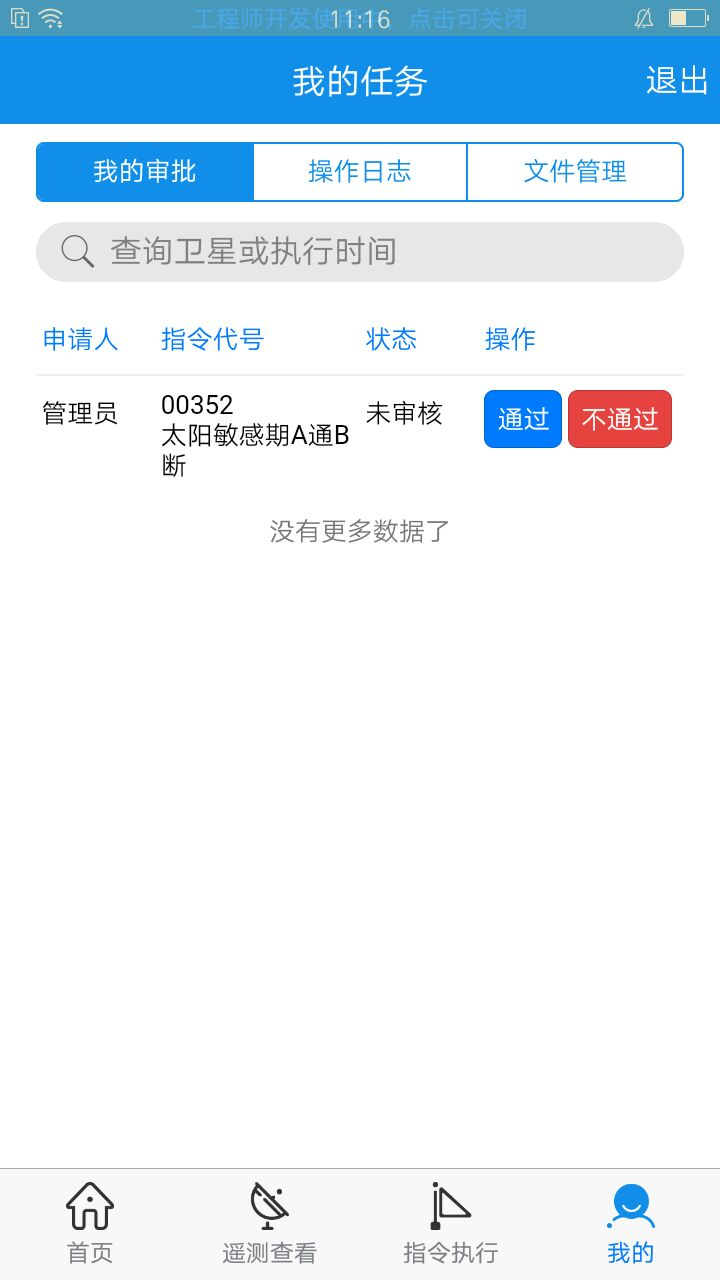 工程师开发使用中，点击可关闭
11:16
我的任务
退出
我的审批
操作日志
文件管理
查询卫星或执行时间
申请人
指令代号
状态
操作
管理员
00352
太阳敏感期A通B
断
未审核
通过
不通过
没有更多数据了
首页
遥测查看
指令执行
我的